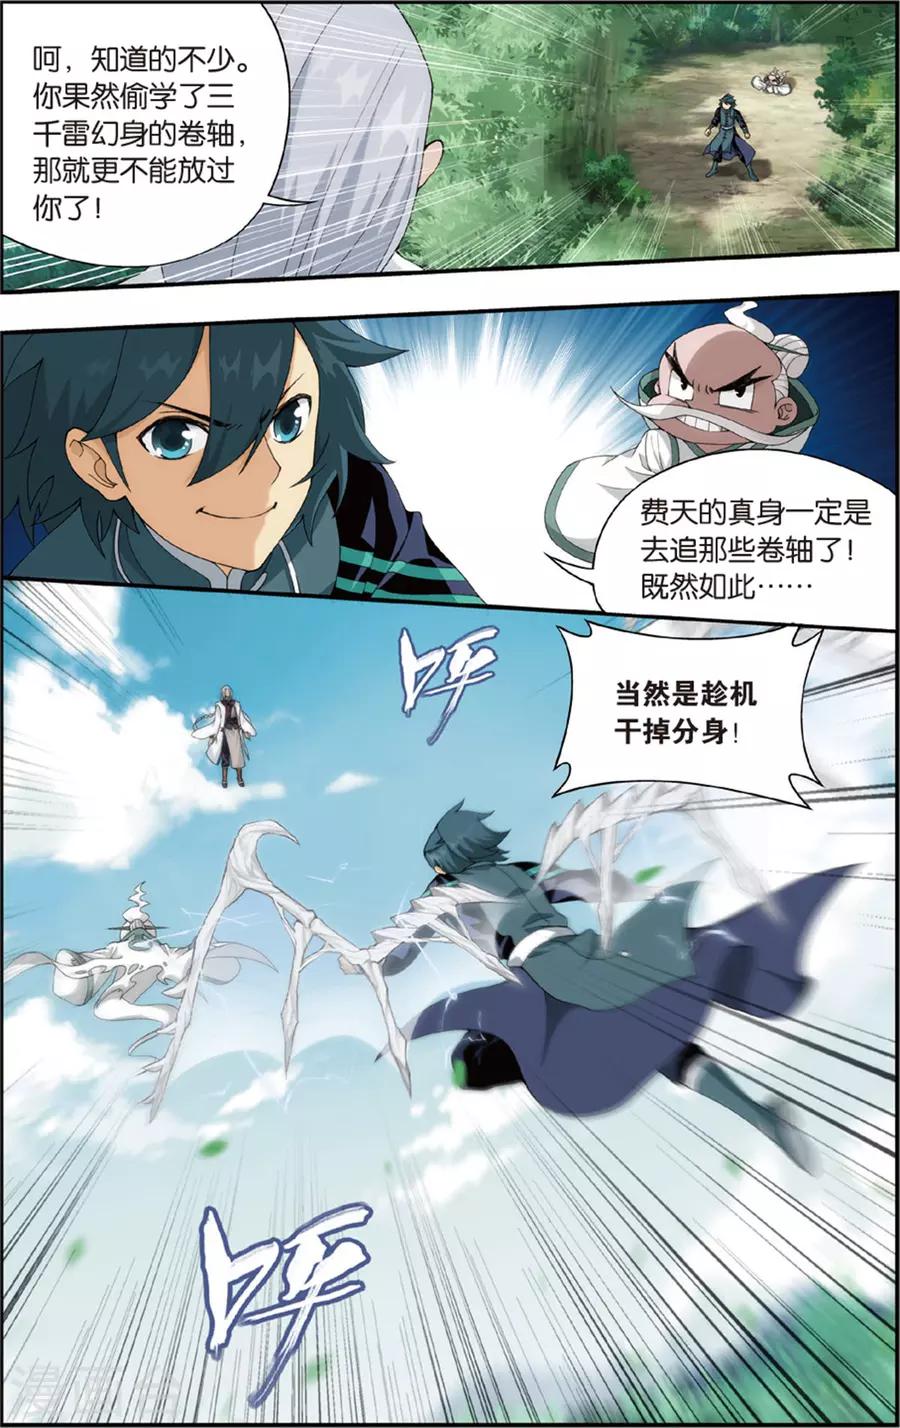 呵，知道的不少。
你果然偷学了三
千雷幻身的卷轴，
那就更不能放过
你了！
费天的真身一定是
去追那些卷轴了！
既然如此……
呼
当然是趁机
干掉分身！
呼
漫画台